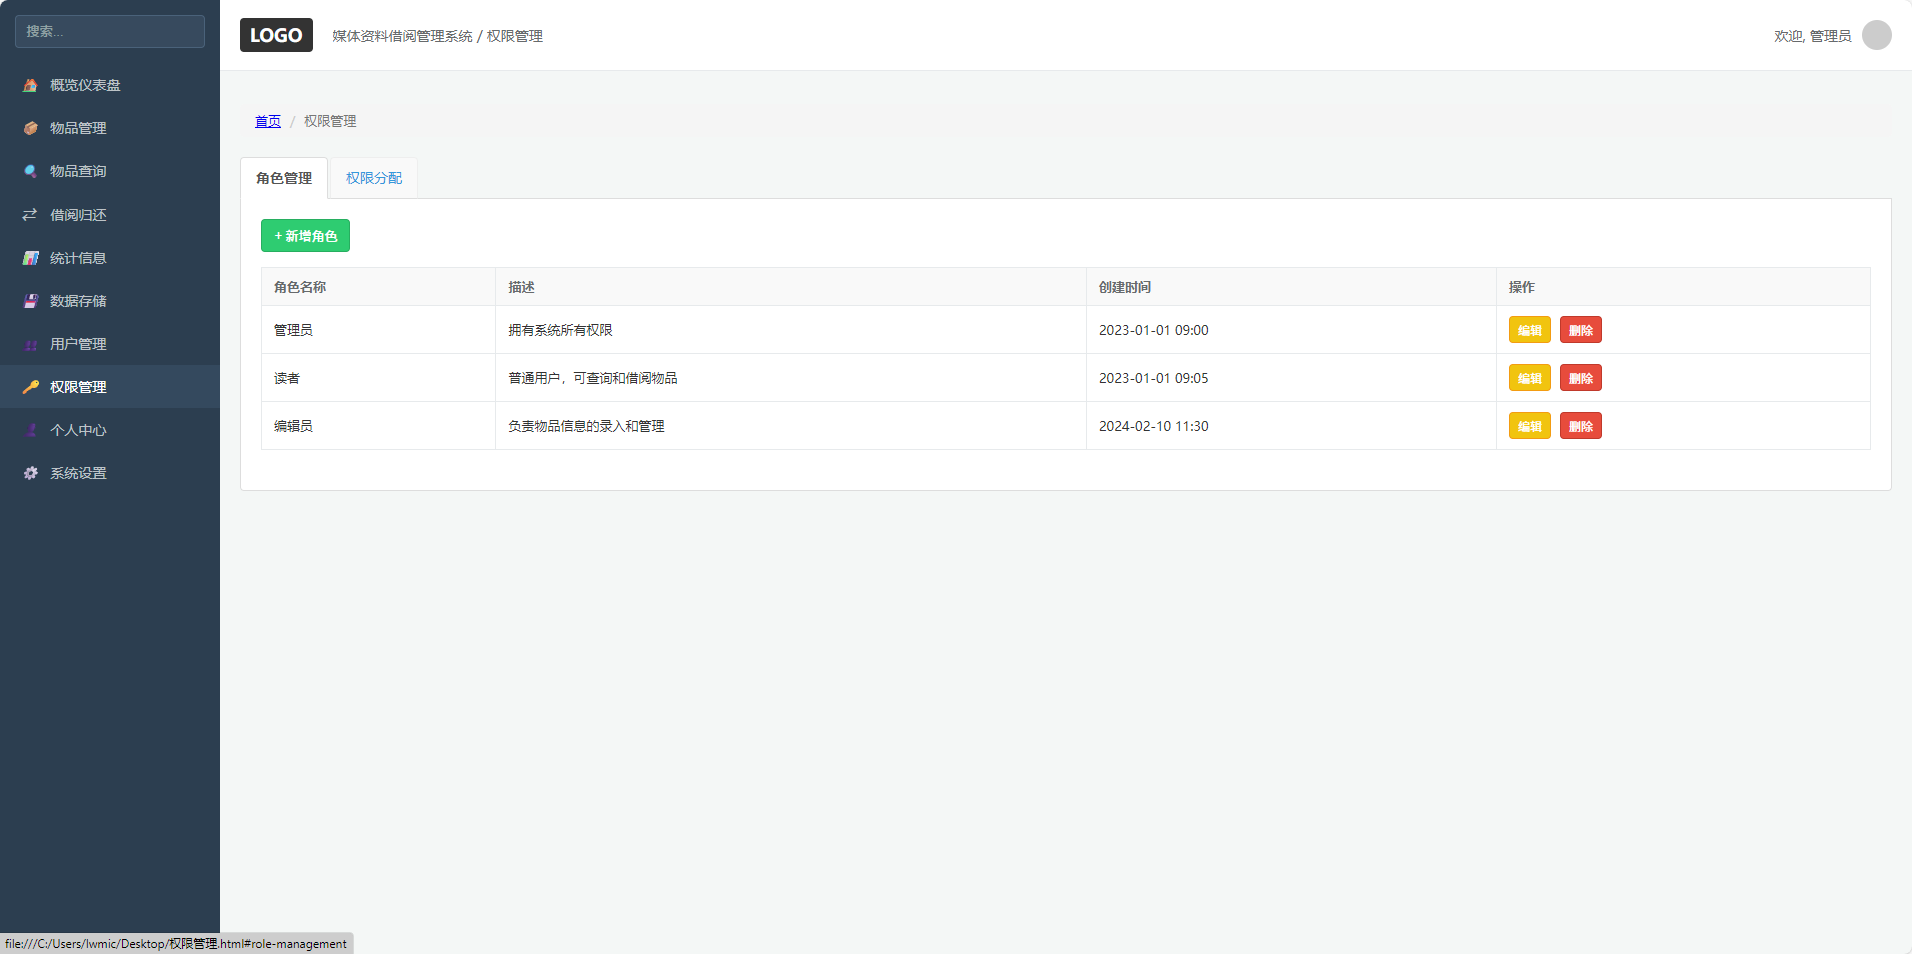 搜索...
概览仪表盘
物品管理
物品查询
借阅归还
统计信息
数据存储
用户管理
权限管理
个人中心
系统设置
LOGO 媒体资料借阅管理系统 / 权限管理 欢迎, 管理员
首页 / 权限管理
角色管理 权限分配
+ 新增角色
角色名称 描述 创建时间 操作
管理员 拥有系统所有权限 2023-01-01 09:00 编辑 删除
读者 普通用户，可查询和借阅物品 2023-01-01 09:05 编辑 删除
编辑员 负责物品信息的录入和管理 2024-02-10 11:30 编辑 删除
file:///C:/Users/lwmic/Desktop/权限管理.html#role-management